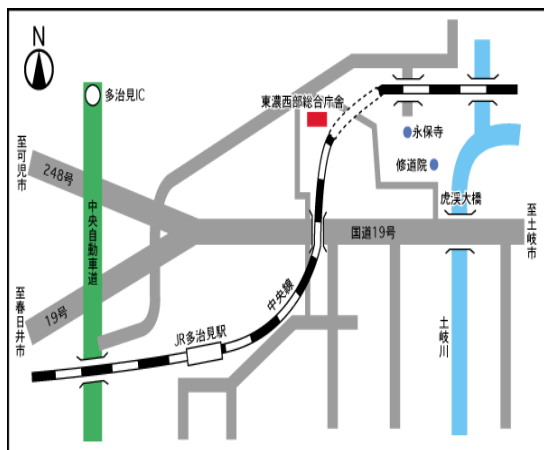 N
多治見IC
東濃西部総合庁舎
永保寺
修道院
至可児市
248号
虎渓大橋
至土岐市
中央自動車道
国道19号
至春日井市
19号
中央線
JR多治見駅
土岐川